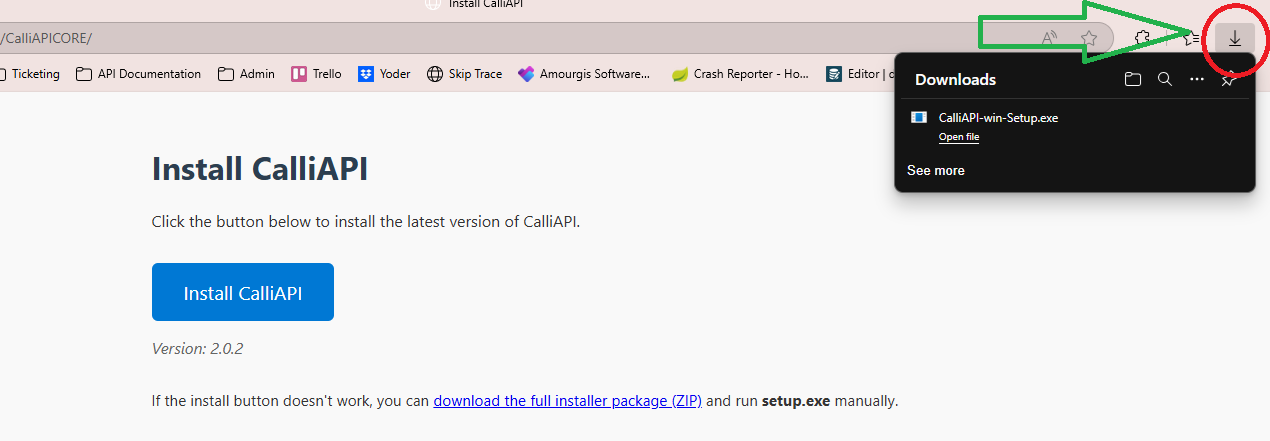 Install CalliAPI
/CalliAPICORE/
Ticketing API Documentation Admin Trello Yoder Skip Trace Amourgis Software... Crash Reporter - Ho... Editor | d
Downloads
CalliAPI-win-Setup.exe
Open file
See more
Install CalliAPI
Click the button below to install the latest version of CalliAPI.
Install CalliAPI
Version: 2.0.2
If the install button doesn't work, you can download the full installer package (ZIP) and run setup.exe manually.